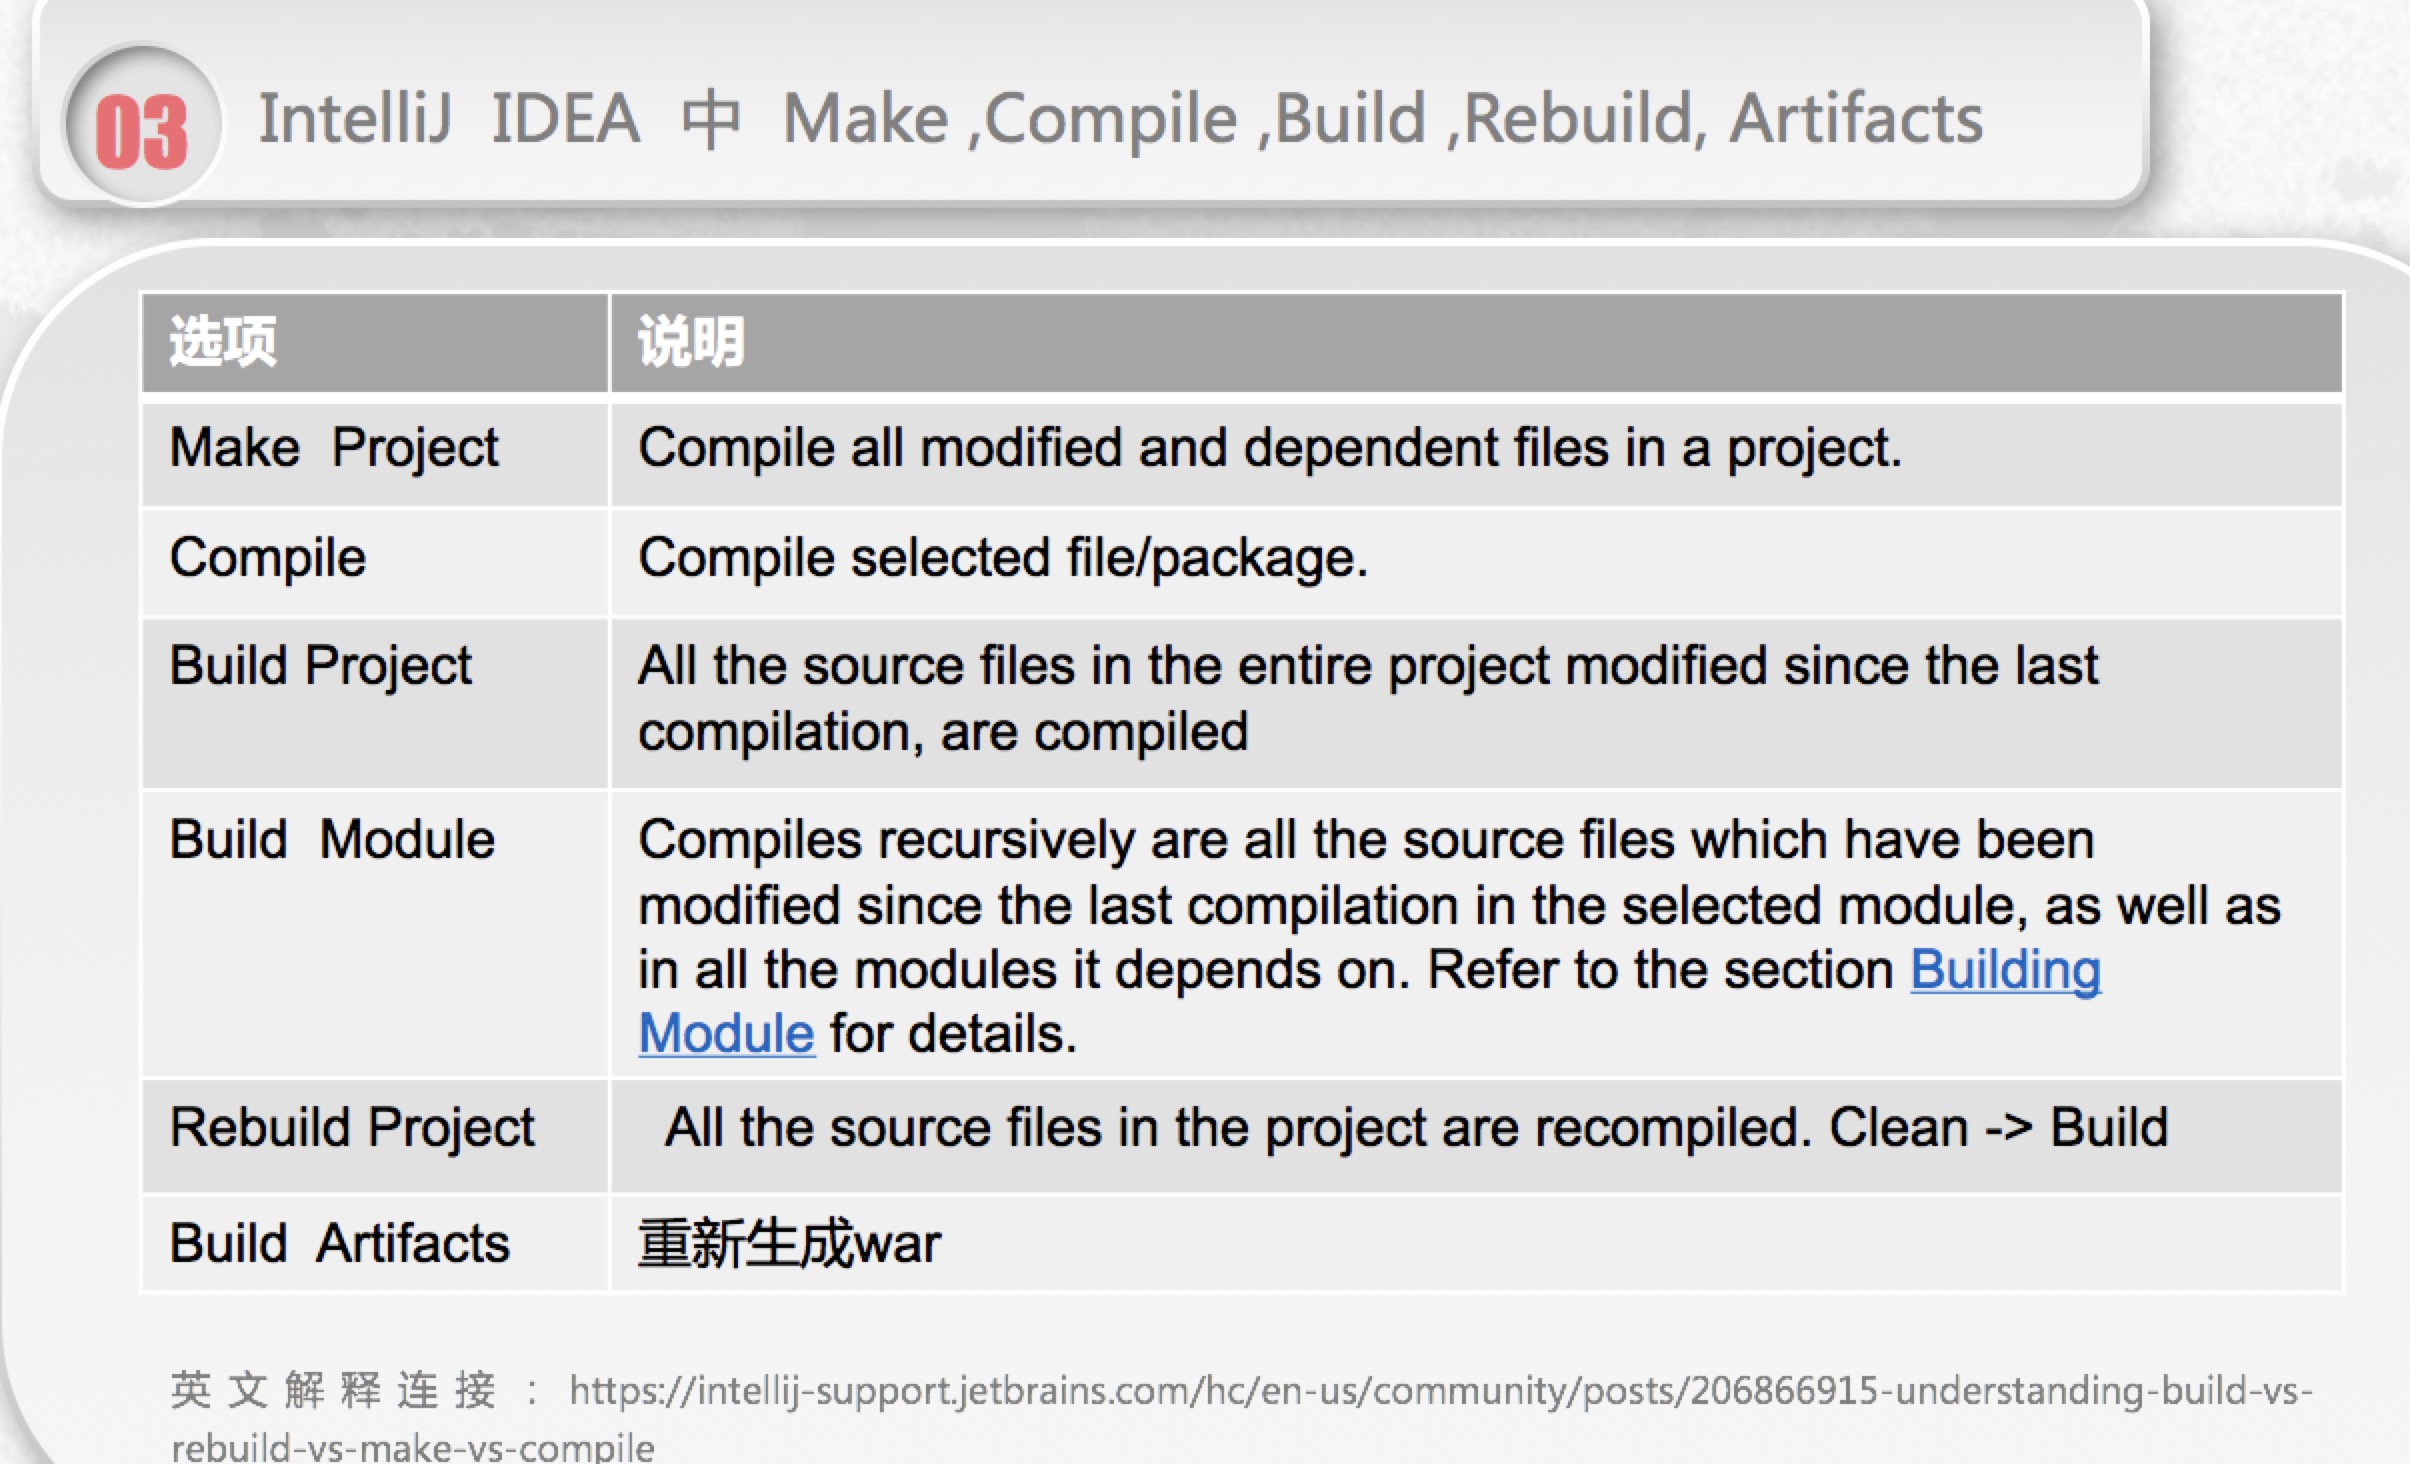 03 IntelliJ IDEA 中 Make ,Compile ,Build ,Rebuild, Artifacts
选项 说明
Make Project Compile all modified and dependent files in a project.
Compile Compile selected file/package.
Build Project All the source files in the entire project modified since the last
compilation, are compiled
Build Module Compiles recursively are all the source files which have been
modified since the last compilation in the selected module, as well as
in all the modules it depends on. Refer to the section Building
Module for details.
Rebuild Project All the source files in the project are recompiled. Clean -> Build
Build Artifacts 重新生成war
英文解释连接：https://intellij-support.jetbrains.com/hc/en-us/community/posts/206866915-understanding-build-vs-
rebuild-vs-make-vs-compile